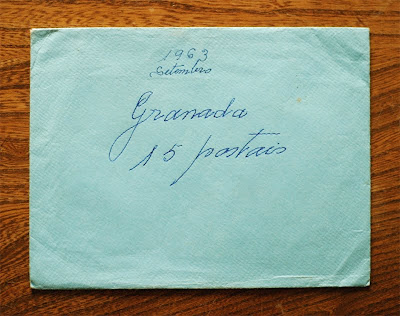 1963
Setembro
Granada
15 postais